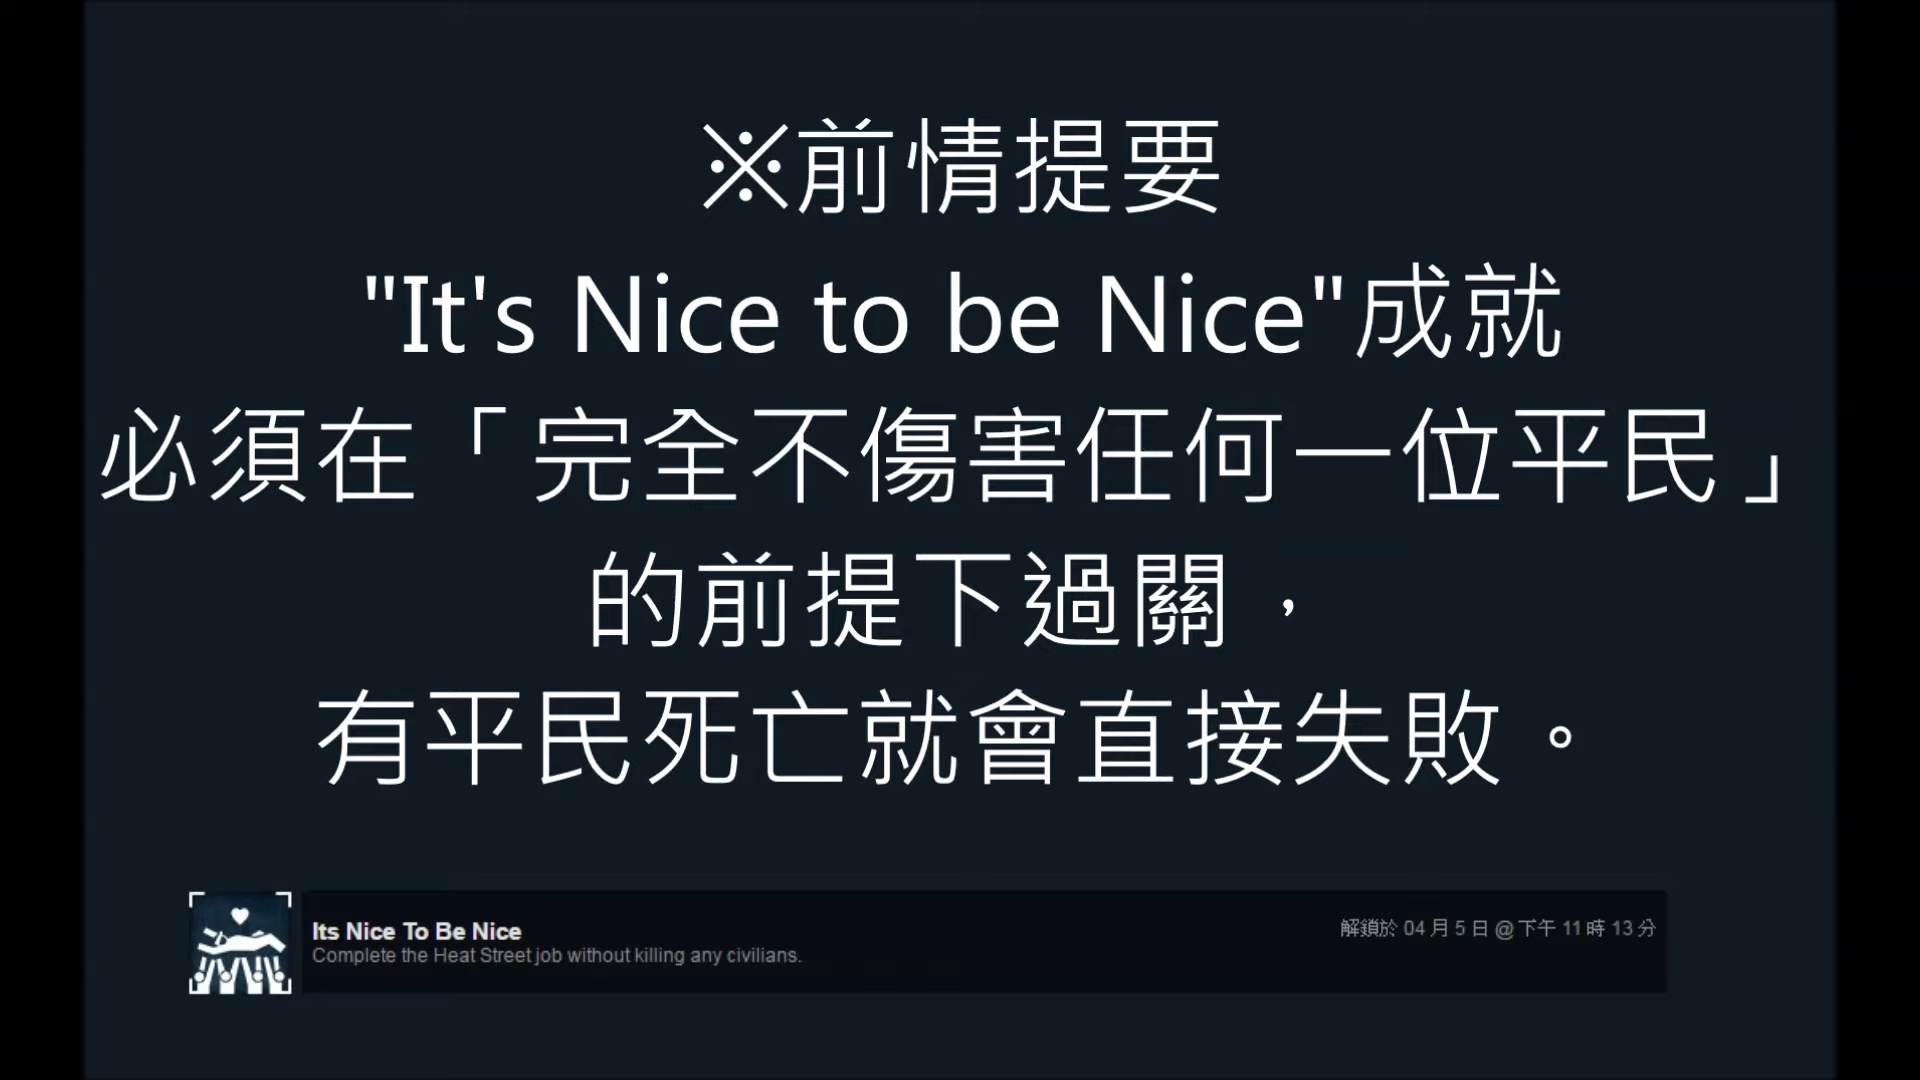 ※前情提要
"It's Nice to be Nice"成就
必須在「完全不傷害任何一位平民」
的前提下過關，
有平民死亡就會直接失敗。
Its Nice To Be Nice
解鎖於 04 月 5 日 @ 下午 11 時 13 分
Complete the Heat Street job without killing any civilians.